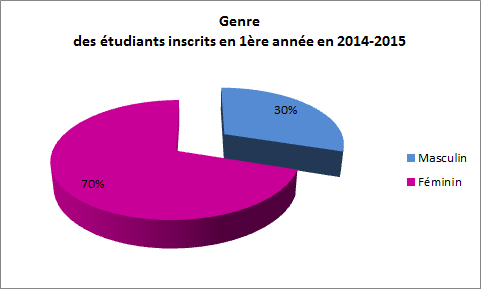 Genre
des étudiants inscrits en 1ère année en 2014-2015
30%
70%
Masculin
Féminin